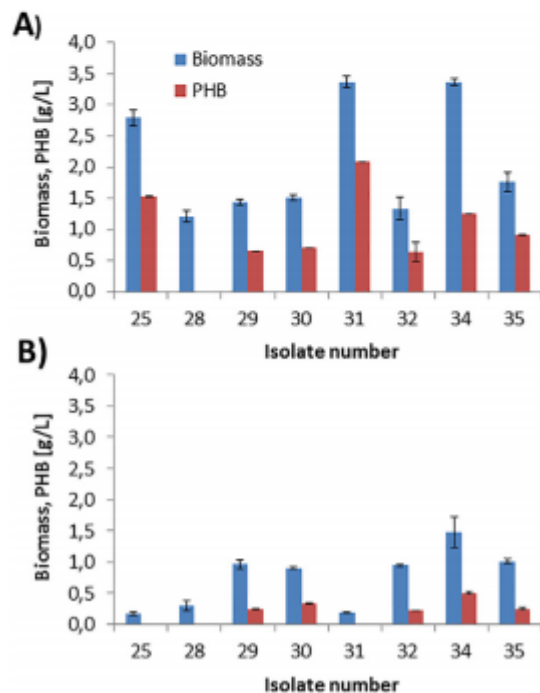 A)
Biomass
PHB
Biomass, PHB [g/L]
4,0
3,5
3,0
2,5
2,0
1,5
1,0
0,5
0,0
25 28 29 30 31 32 34 35
Isolate number
B)
Biomass, PHB [g/L]
4,0
3,5
3,0
2,5
2,0
1,5
1,0
0,5
0,0
25 28 29 30 31 32 34 35
Isolate number